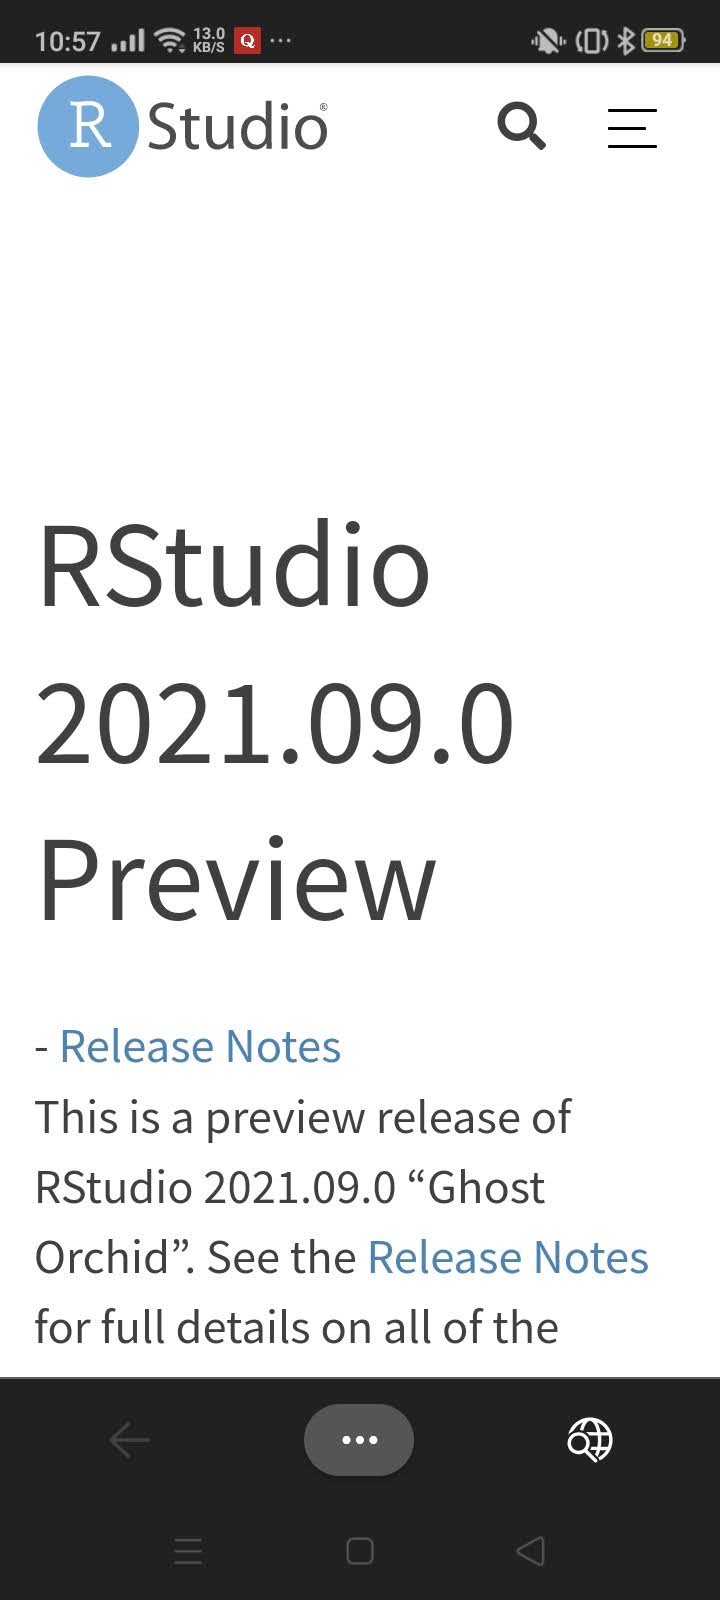 10:57 13.0 KB/S Q ... 94
R Studio®
RStudio
2021.09.0
Preview
- Release Notes
This is a preview release of
RStudio 2021.09.0 “Ghost
Orchid”. See the Release Notes
for full details on all of the